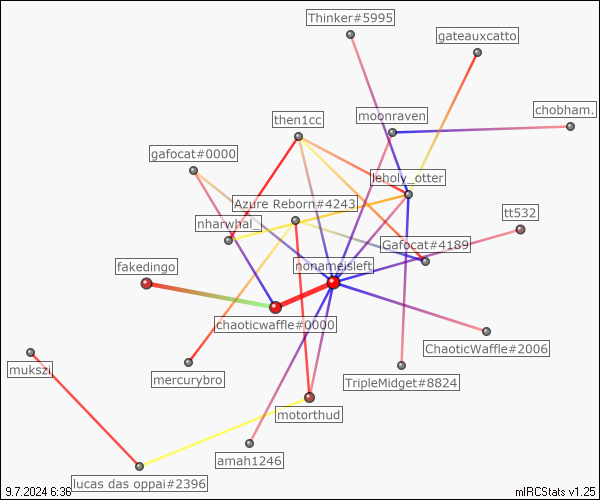 Thinker#5995
gateauxcatto
moonraven
chobham.
then1cc
gafocat#0000
leholy_otter
Azure Reborn#4243
tt532
nharwhal_
Gafocat#4189
nonameisleft
fakedingo
chaoticwaffle#0000
ChaoticWaffle#2006
mukszi
mercurybro
TripleMidget#8824
motorthud
amah1246
lucas das oppai#2396
9.7.2024 6:36
mIRCStats v1.25